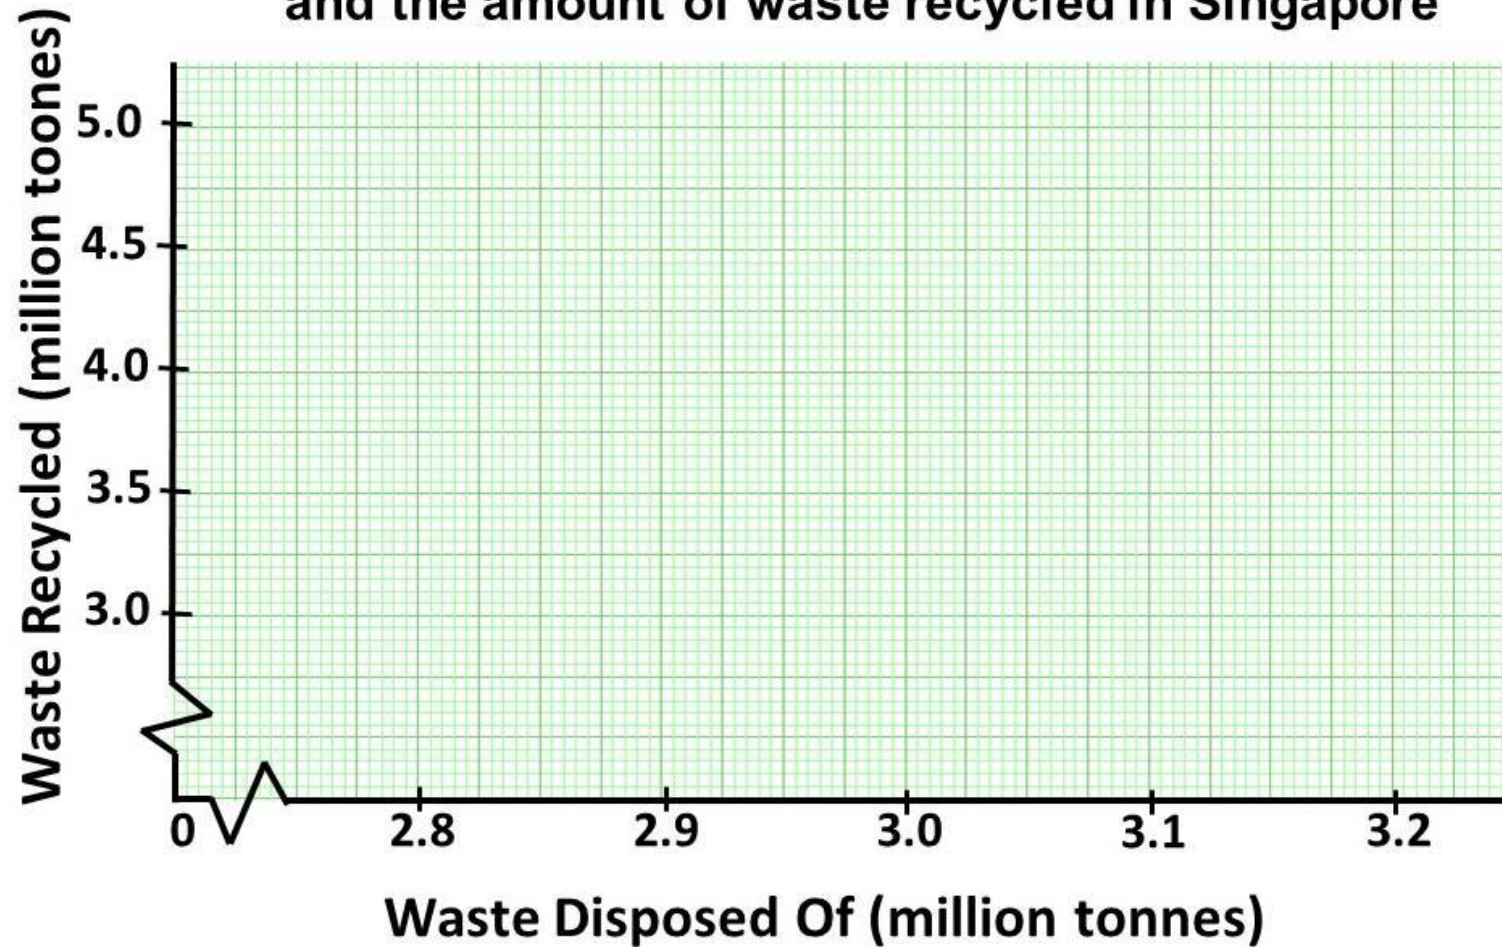 and the amount of waste recycled in Singapore
Waste Recycled (million toones)
5.0
4.5
4.0
3.5
3.0
0 2.8 2.9 3.0 3.1 3.2
Waste Disposed Of (million tonnes)